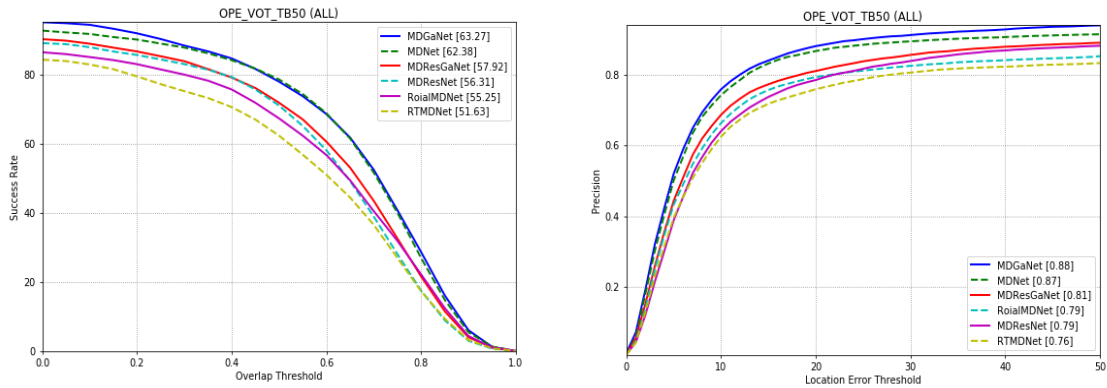 OPE_VOT_TB50 (ALL)
MDGaNet [63.27]
MDNet [62.38]
MDResGaNet [57.92]
MDResNet [56.31]
RoialMDNet [55.25]
RTMDNet [51.63]
80
60
40
20
0
Success Rate
0.0 0.2 0.4 0.6 0.8 1.0
Overlap Threshold
OPE_VOT_TB50 (ALL)
0.8
0.6
0.4
0.2
Precision
MDGaNet [0.88]
MDNet [0.87]
MDResGaNet [0.81]
RoialMDNet [0.79]
MDResNet [0.79]
RTMDNet [0.76]
0 10 20 30 40 50
Location Error Threshold